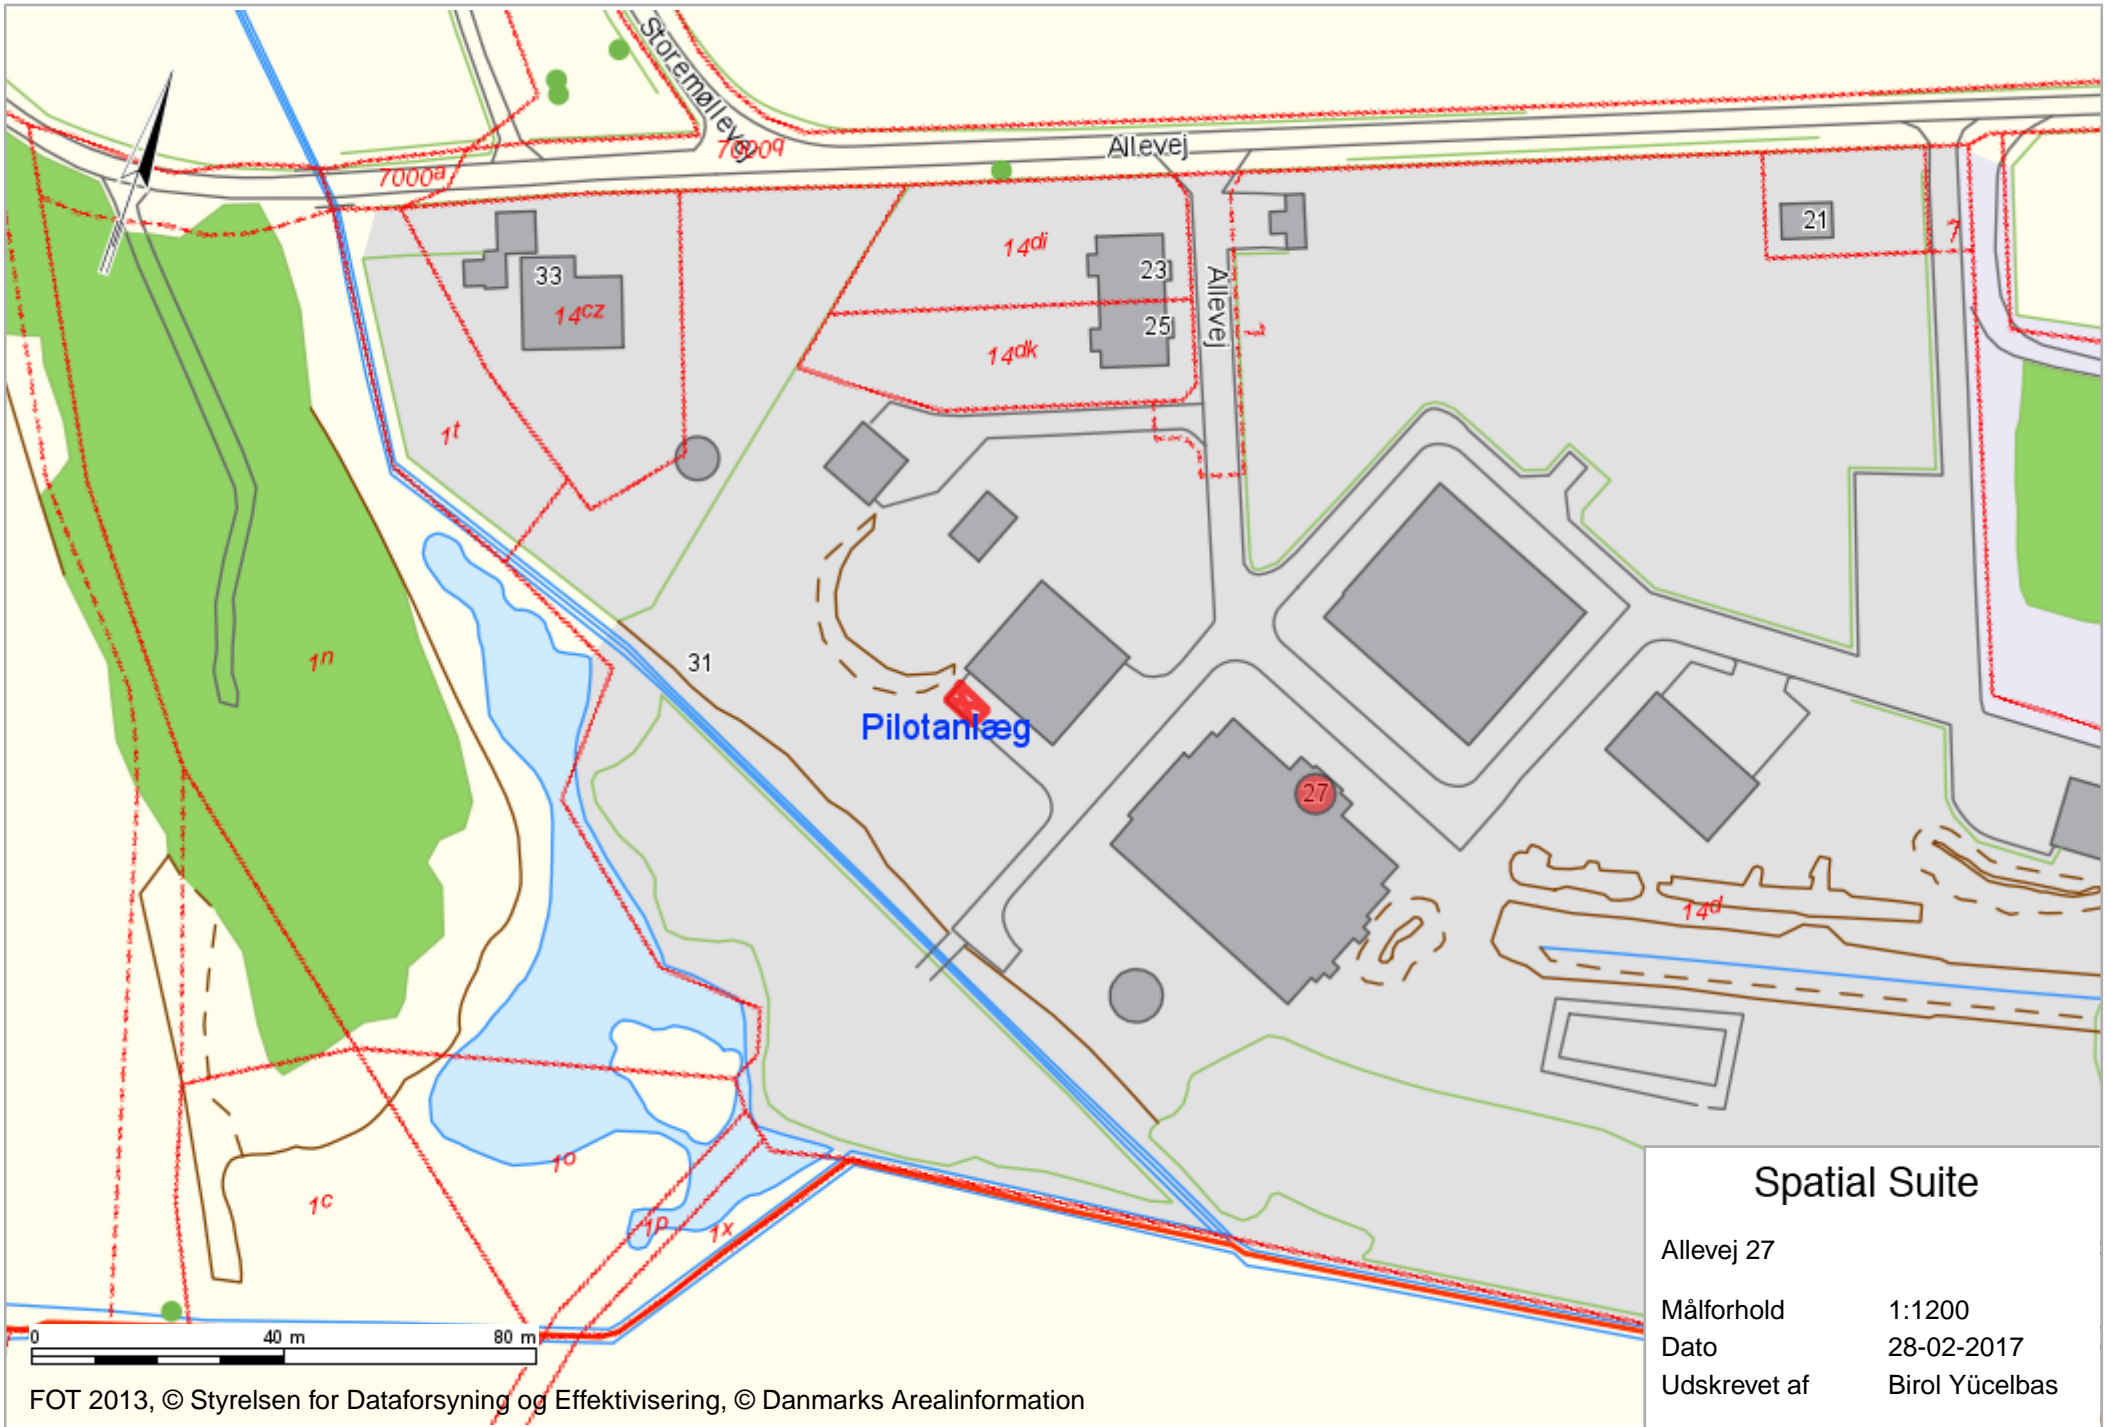 Storemøllevej
Allevej
7000q
7000a
14di
23
21
7
33
14cz
Allevej
25
7
14dk
1t
31
1n
Pilotanlæg
27
14d
1o
1c
1p
1x
Spatial Suite
Allevej 27
Målforhold 1:1200
Dato 28-02-2017
Udskrevet af Birol Yücelbas
0 40 m 80 m
FOT 2013, © Styrelsen for Dataforsyning og Effektivisering, © Danmarks Arealinformation